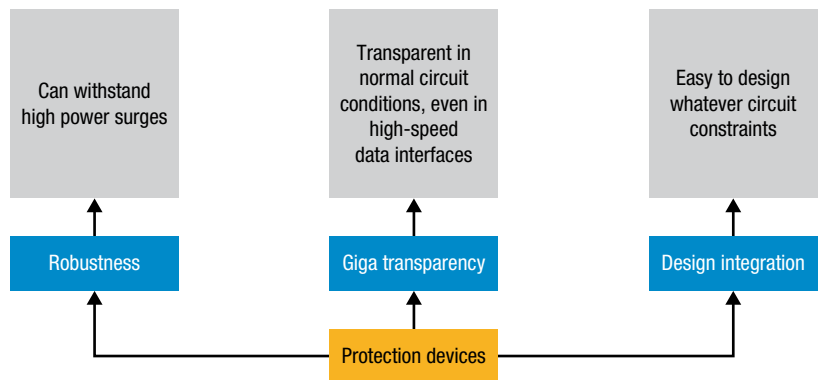 Can withstand
high power surges
Transparent in
normal circuit
conditions, even in
high-speed
data interfaces
Easy to design
whatever circuit
constraints
Robustness
Giga transparency
Design integration
Protection devices